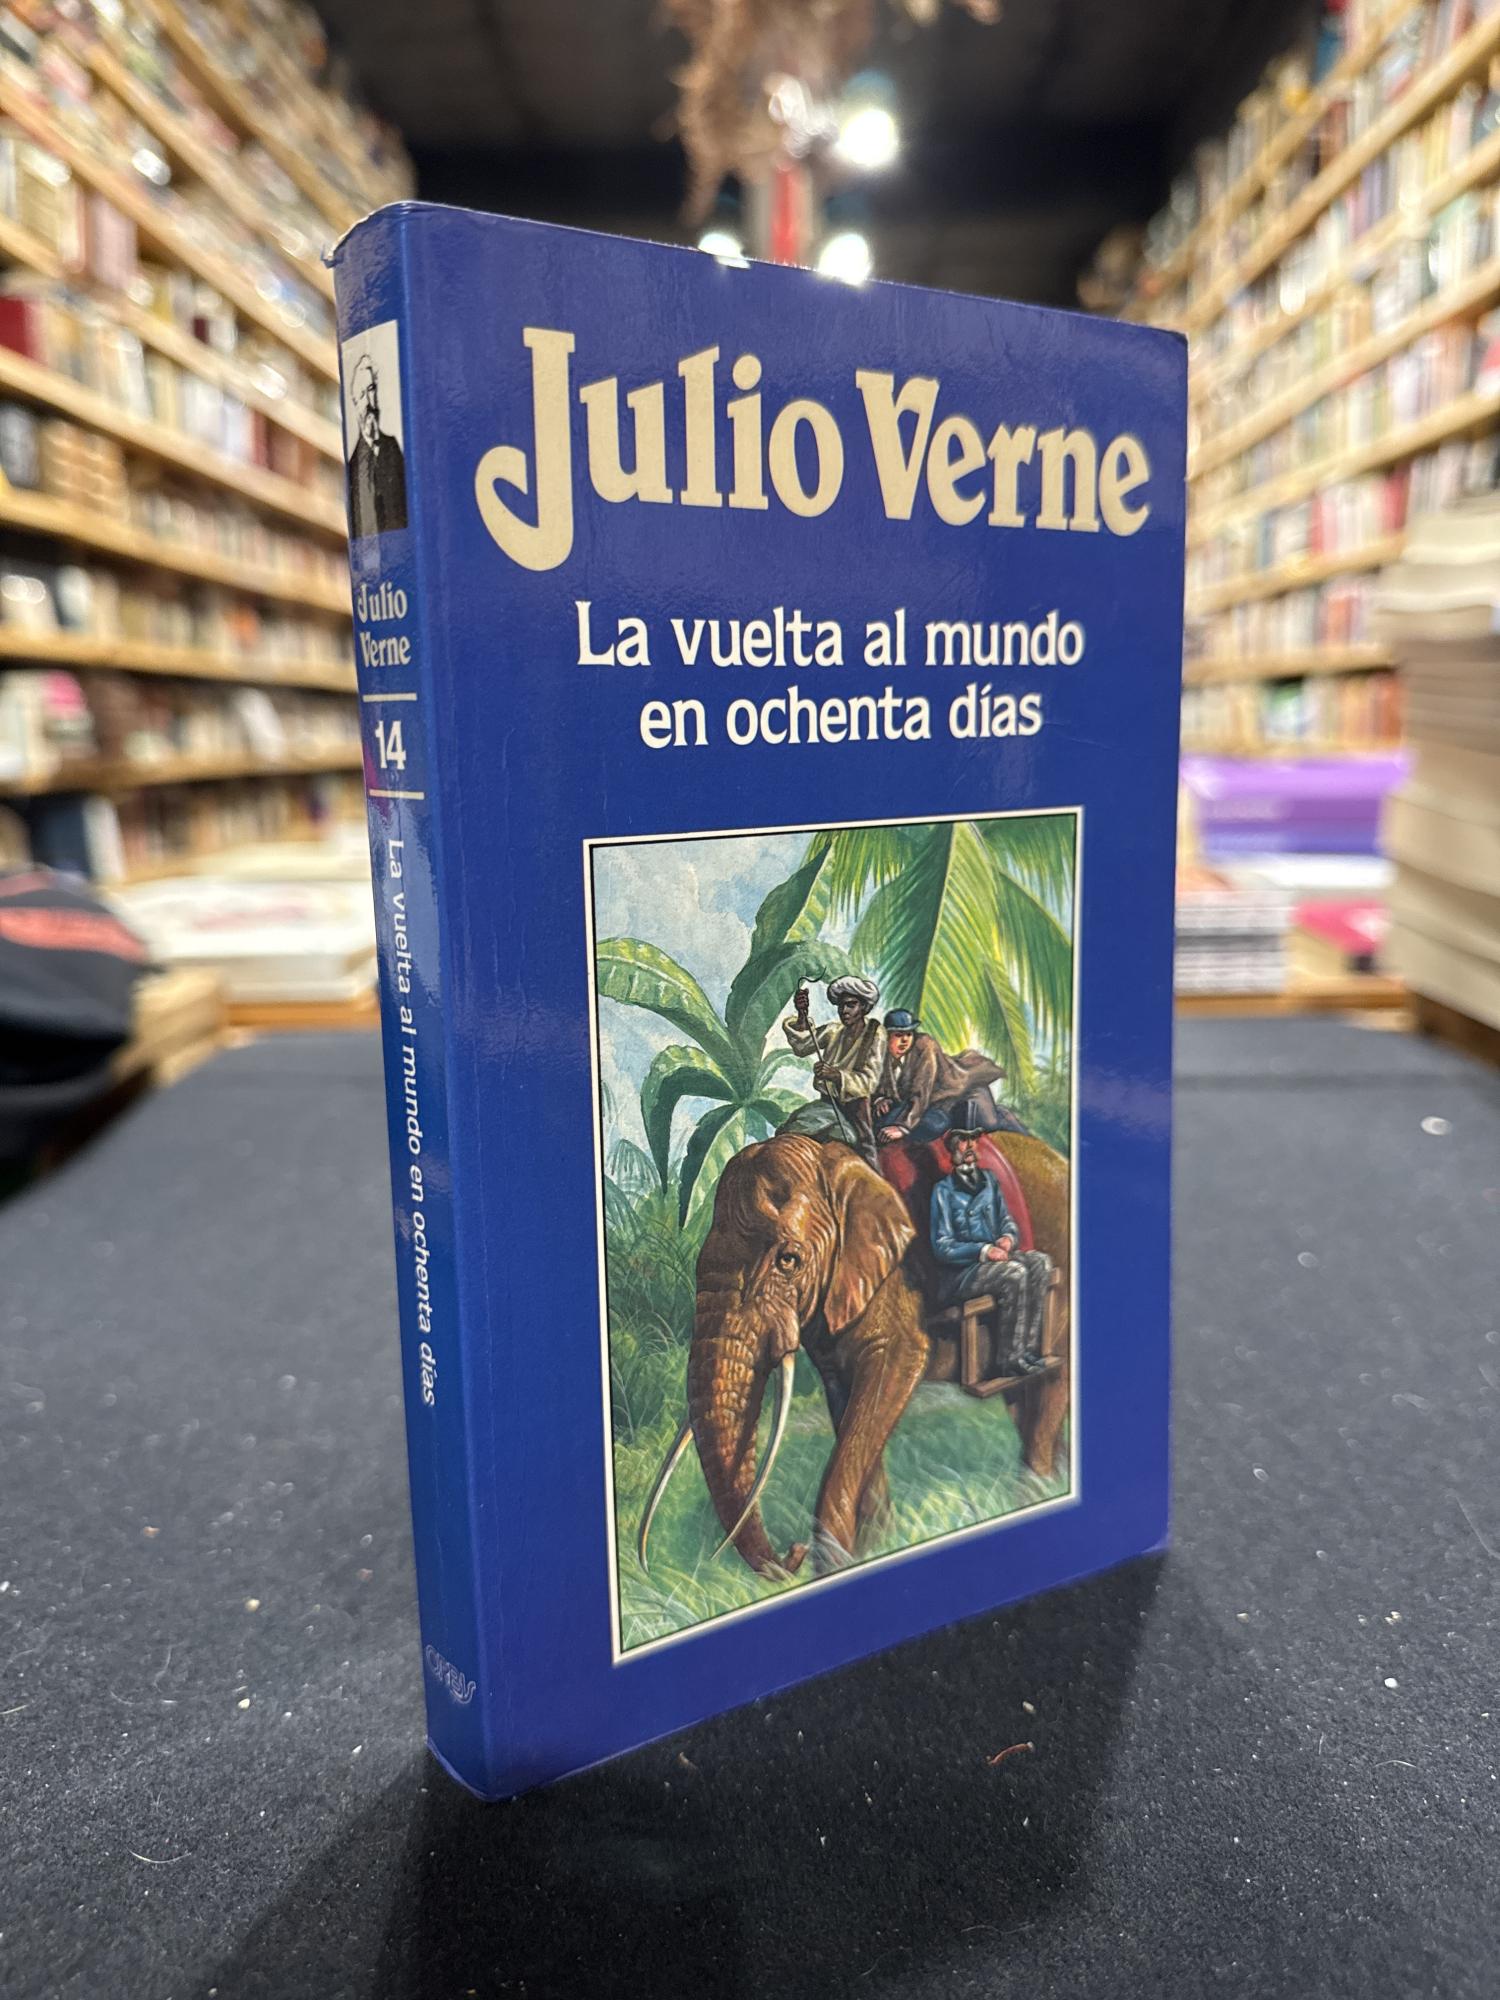 Julio Verne
La vuelta al mundo
en ochenta días
Julio
Verne
14
La vuelta al mundo en ochenta días
ORBIS